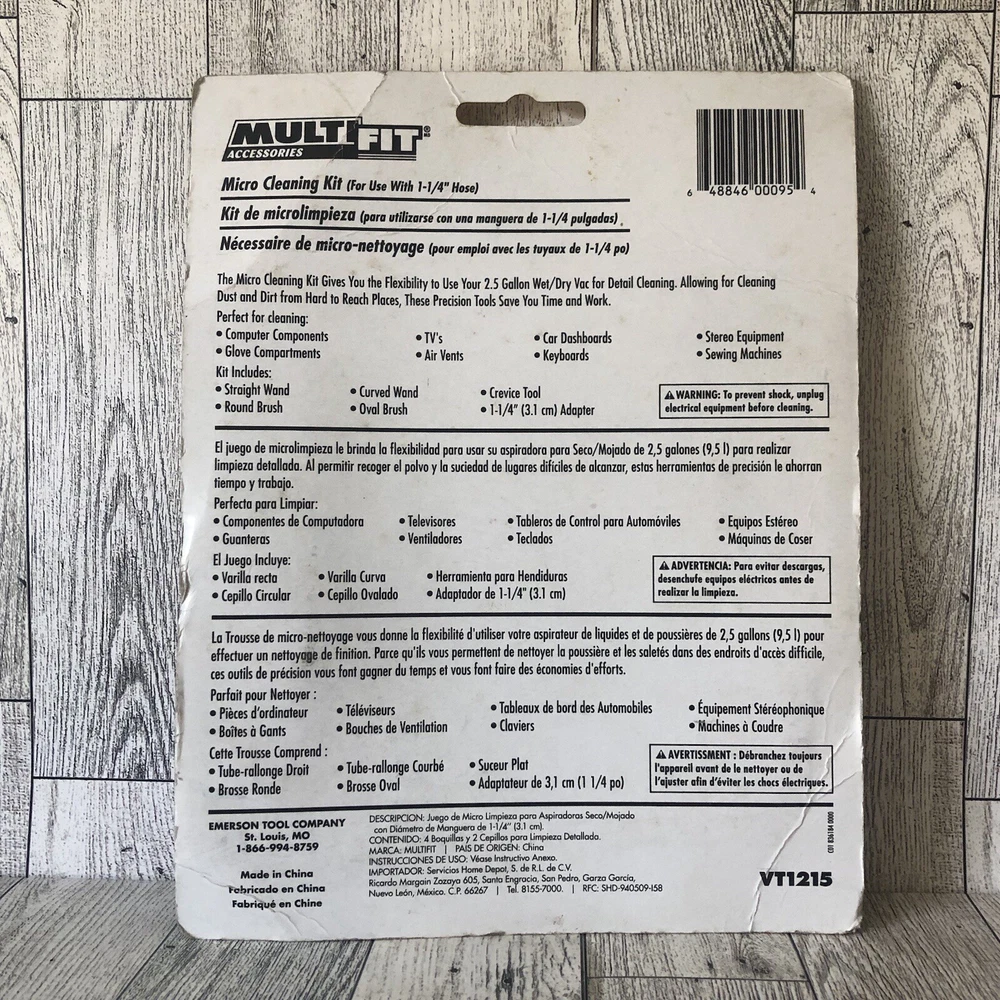 MULTI FIT®
ACCESSORIES
6 48846 00095 4
Micro Cleaning Kit (For Use With 1-1/4" Hose)
Kit de microlimpieza (para utilizarse con una manguera de 1-1/4 pulgadas)
Nécessaire de micro-nettoyage (pour emploi avec les tuyaux de 1-1/4 po)
The Micro Cleaning Kit Gives You the Flexibility to Use Your 2.5 Gallon Wet/Dry Vac for Detail Cleaning. Allowing for Cleaning
Dust and Dirt from Hard to Reach Places, These Precision Tools Save You Time and Work.
Perfect for cleaning:
• Computer Components • TV's • Car Dashboards • Stereo Equipment
• Glove Compartments • Air Vents • Keyboards • Sewing Machines
Kit Includes:
• Straight Wand • Curved Wand • Crevice Tool
• Round Brush • Oval Brush • 1-1/4" (3.1 cm) Adapter
⚠ WARNING: To prevent shock, unplug
electrical equipment before cleaning.
El juego de microlimpieza le brinda la flexibilidad para usar su aspiradora para Seco/Mojado de 2,5 galones (9,5 l) para realizar
limpieza detallada. Al permitir recoger el polvo y la suciedad de lugares difíciles de alcanzar, estas herramientas de precisión le ahorran
tiempo y trabajo.
Perfecta para Limpiar:
• Componentes de Computadora • Televisores • Tableros de Control para Automóviles • Equipos Estéreo
• Guanteras • Ventiladores • Teclados • Máquinas de Coser
El Juego Incluye:
• Varilla recta • Varilla Curva • Herramienta para Hendiduras
• Cepillo Circular • Cepillo Ovalado • Adaptador de 1-1/4" (3.1 cm)
⚠ ADVERTENCIA: Para evitar descargas,
desenchufe equipos eléctricos antes de
realizar la limpieza.
La Trousse de micro-nettoyage vous donne la flexibilité d'utiliser votre aspirateur de liquides et de poussières de 2,5 gallons (9,5 l) pour
effectuer un nettoyage de finition. Parce qu'ils vous permettent de nettoyer la poussière et les saletés dans des endroits d'accès difficile,
ces outils de précision vous font gagner du temps et vous font faire des économies d'efforts.
Parfait pour Nettoyer :
• Pièces d'ordinateur • Téléviseurs • Tableaux de bord des Automobiles • Équipement Stéréophonique
• Boîtes à Gants • Bouches de Ventilation • Claviers • Machines à Coudre
Cette Trousse Comprend :
• Tube-rallonge Droit • Tube-rallonge Courbé • Suceur Plat
• Brosse Ronde • Brosse Oval • Adaptateur de 3,1 cm (1 1/4 po)
⚠ AVERTISSMENT : Débranchez toujours
l'appareil avant de le nettoyer ou de
l'ajuster afin d'éviter les chocs électriques.
EMERSON TOOL COMPANY
St. Louis, MO
1-866-994-8759
Made in China
Fabricado en China
Fabriqué en Chine
DESCRIPCION: Juego de Micro Limpieza para Aspiradoras Seco/Mojado
con Diámetro de Manguera de 1-1/4" (3.1 cm).
CONTENIDO: 4 Boquillas y 2 Cepillos para Limpieza Detallada.
MARCA: MULTIFIT | PAIS DE ORIGEN: China
INSTRUCCIONES DE USO: Véase Instructivo Anexo.
IMPORTADOR: Servicios Home Depot, S. de R.L. de C.V.
Ricardo Margain Zozaya 605, Santa Engracia, San Pedro, Garza Garcia,
Nuevo León, México. C.P. 66267 | Tel. 8155-7000. | RFC: SHD-940509-I58
VT1215